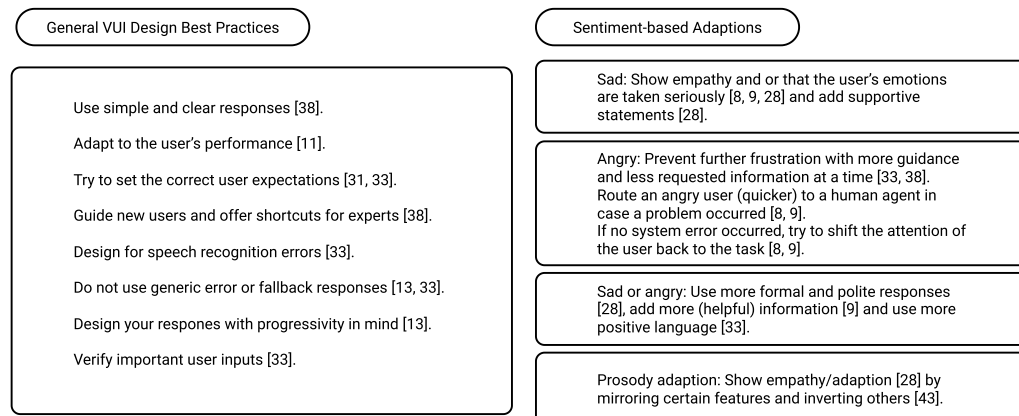 General VUI Design Best Practices
Use simple and clear responses [38].
Adapt to the user's performance [11].
Try to set the correct user expectations [31, 33].
Guide new users and offer shortcuts for experts [38].
Design for speech recognition errors [33].
Do not use generic error or fallback responses [13, 33].
Design your respones with progressivity in mind [13].
Verify important user inputs [33].
Sentiment-based Adaptions
Sad: Show empathy and or that the user's emotions
are taken seriously [8, 9, 28] and add supportive
statements [28].
Angry: Prevent further frustration with more guidance
and less requested information at a time [33, 38].
Route an angry user (quicker) to a human agent in
case a problem occurred [8, 9].
If no system error occurred, try to shift the attention of
the user back to the task [8, 9].
Sad or angry: Use more formal and polite responses
[28], add more (helpful) information [9] and use more
positive language [33].
Prosody adaption: Show empathy/adaption [28] by
mirroring certain features and inverting others [43].